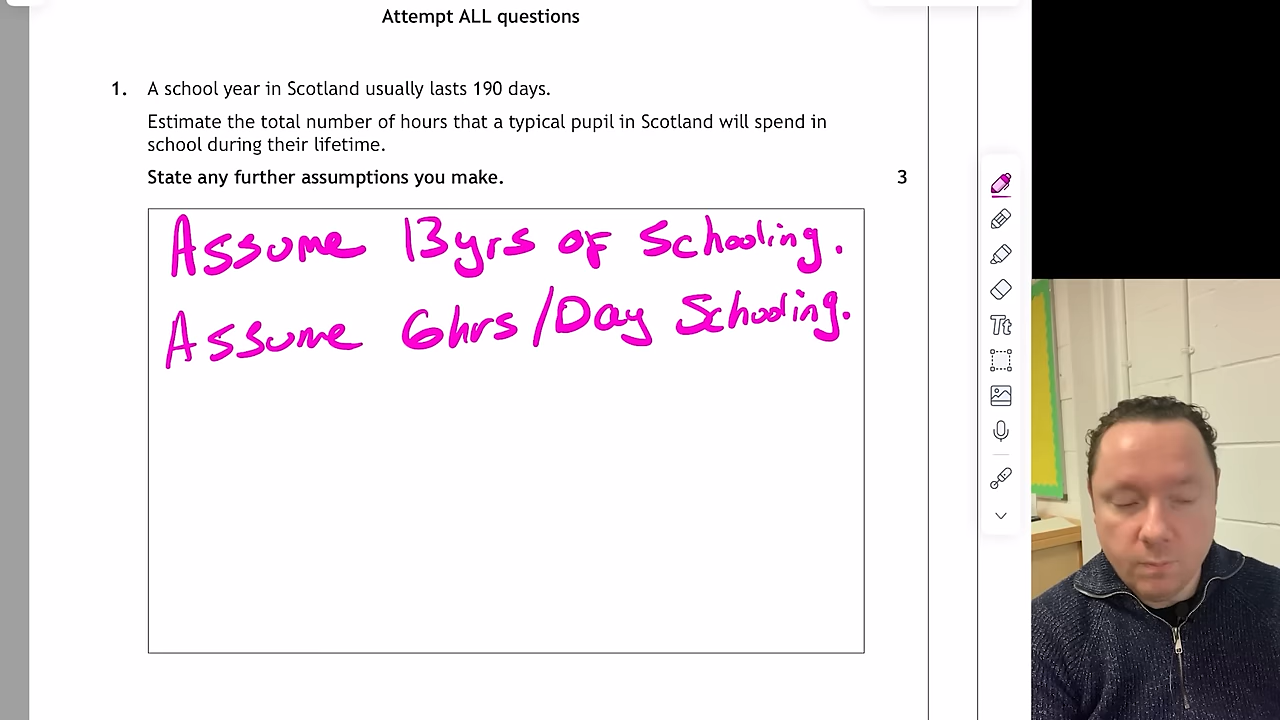 Attempt ALL questions
1. A school year in Scotland usually lasts 190 days.
Estimate the total number of hours that a typical pupil in Scotland will spend in
school during their lifetime.
State any further assumptions you make. 3
Assume 13yrs of Schooling.
Assume 6hrs/Day Schooling.
Tt